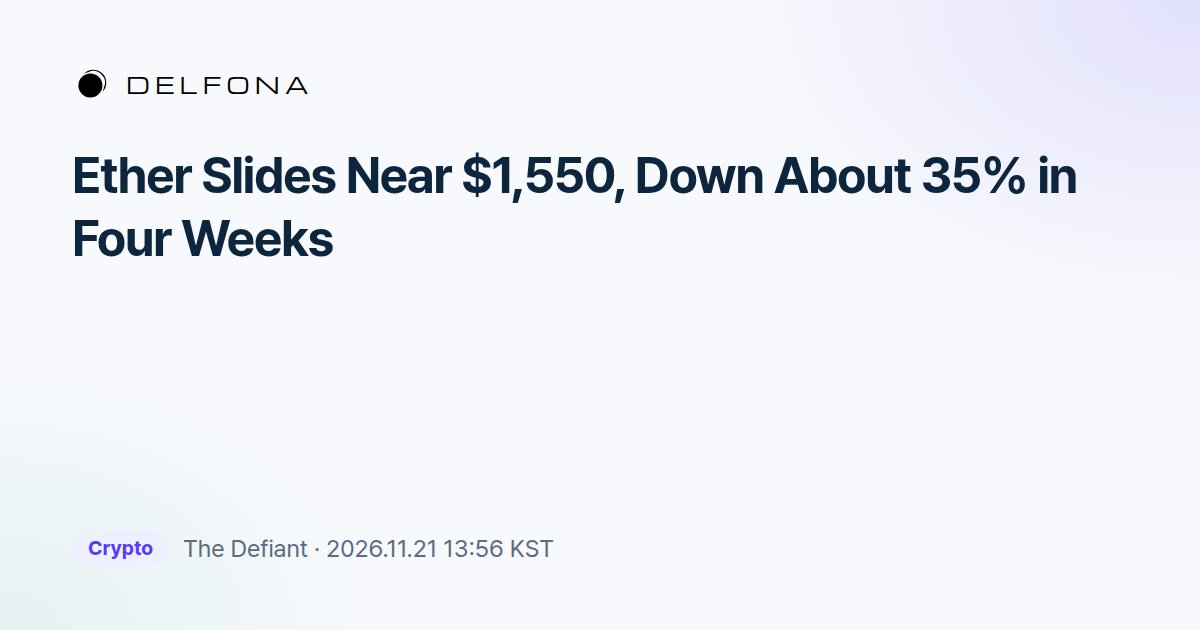 DELFONA
Ether Slides Near $1,550, Down About 35% in
Four Weeks
Crypto The Defiant · 2026.11.21 13:56 KST